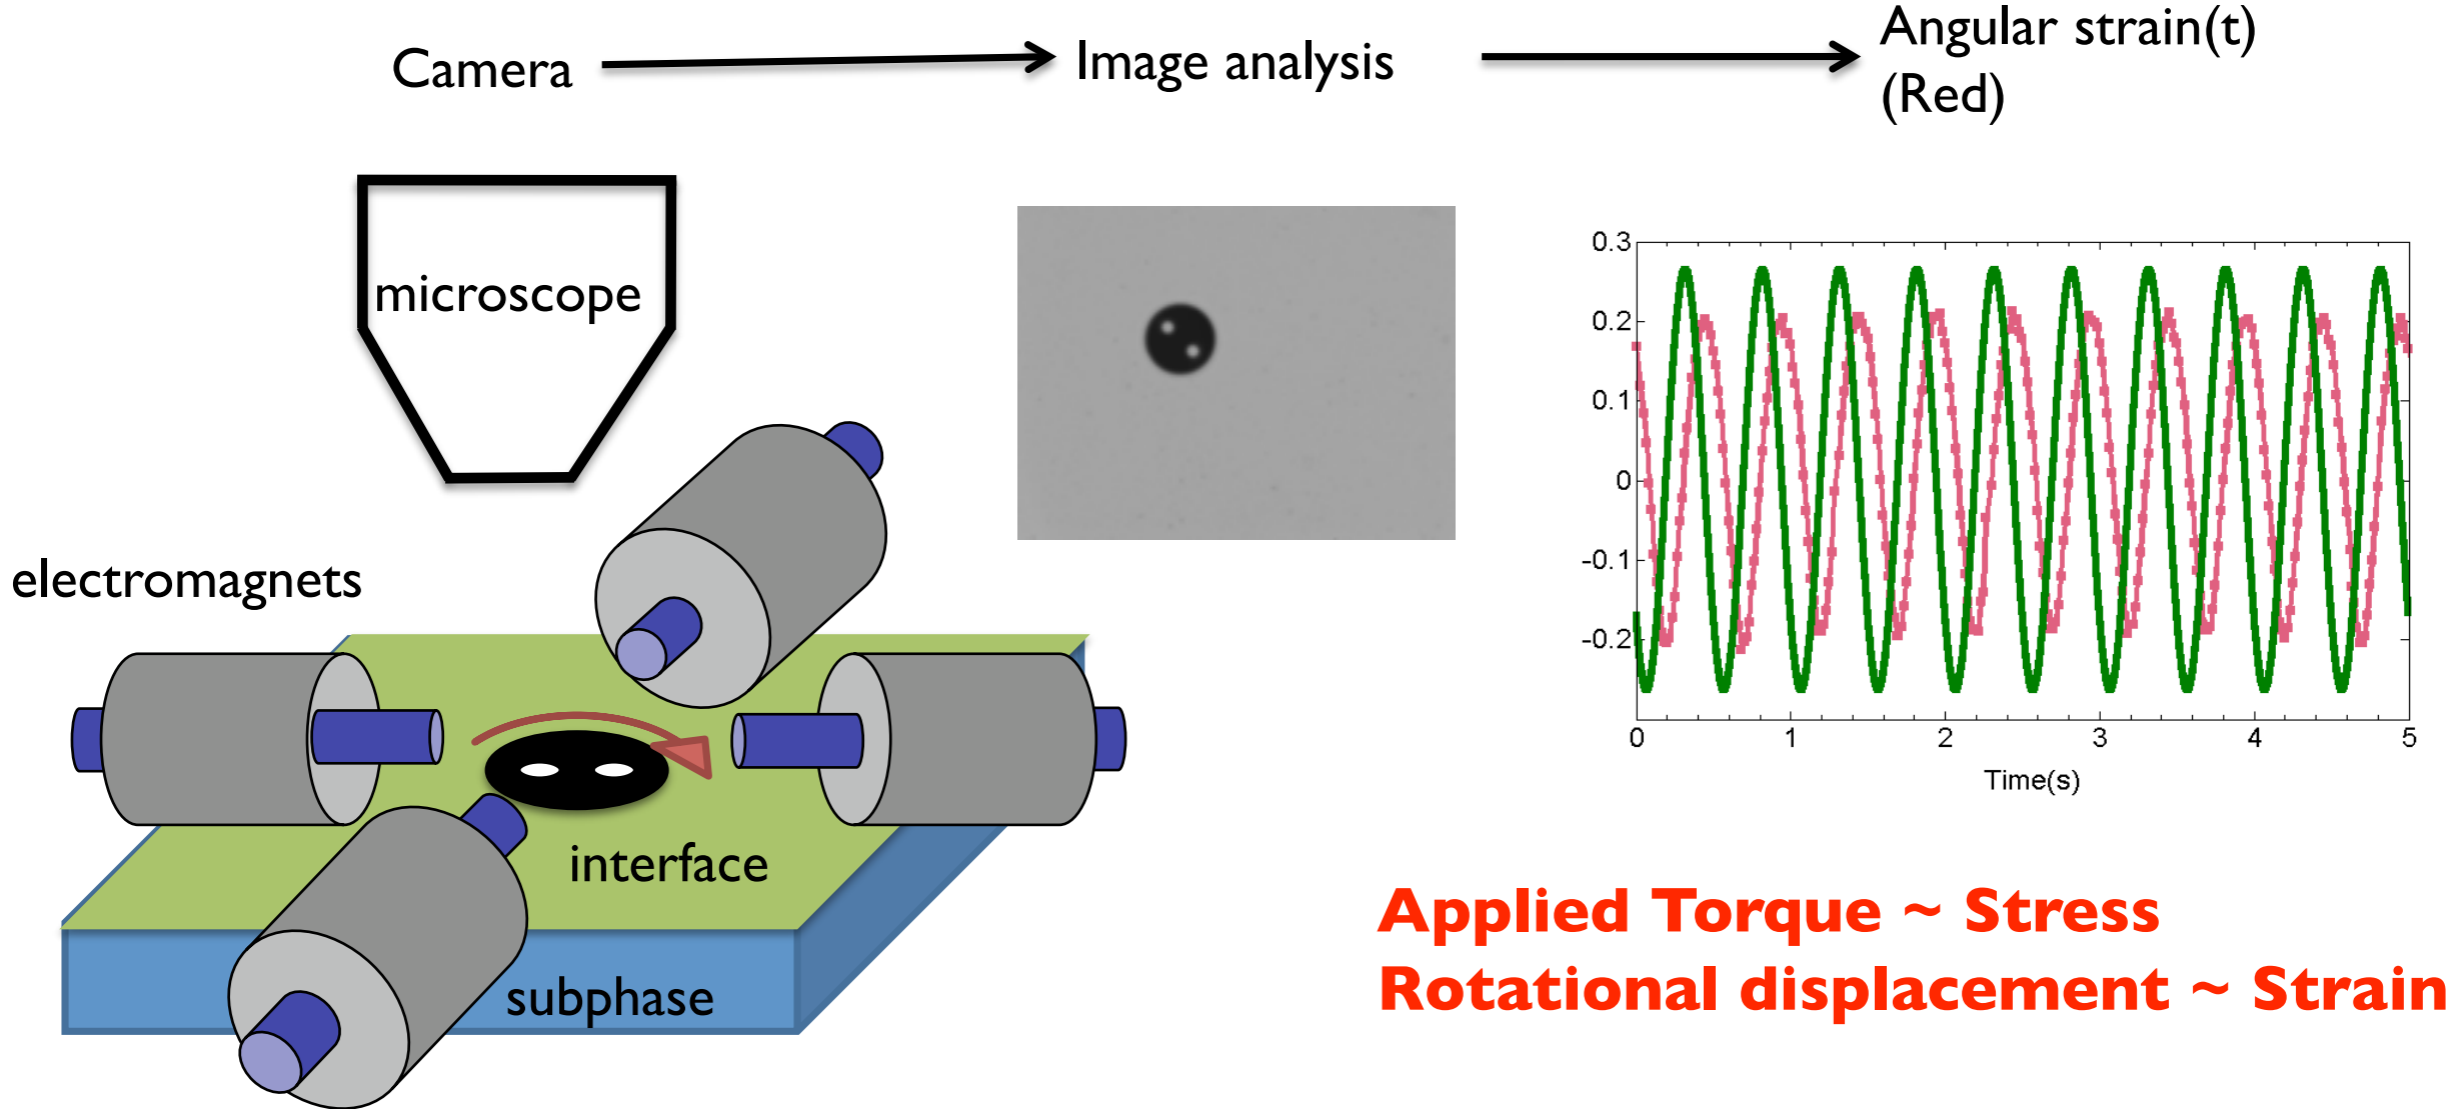 Camera
Image analysis
Angular strain(t)
(Red)
microscope
electromagnets
interface
subphase
0.3
0.2
0.1
0
-0.1
-0.2
0 1 2 3 4 5
Time(s)
Applied Torque ~ Stress
Rotational displacement ~ Strain